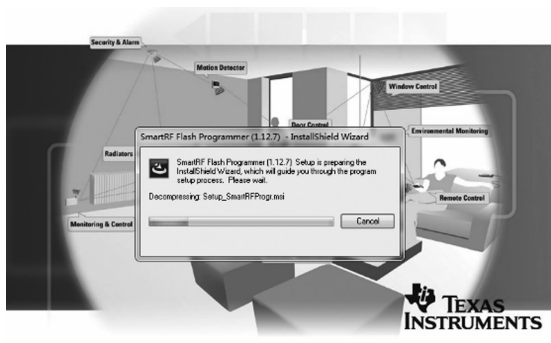 Security & Alarm
Motion Detector
Window Control
Door Control
Environmental Monitoring
SmartRF Flash Programmer (1.12.7) - InstallShield Wizard
Radiators
SmartRF Flash Programmer (1.12.7) Setup is preparing the
InstallShield Wizard, which will guide you through the program
setup process. Please wait.
Decompressing: Setup_SmartRFProgr.msi
Remote Control
Cancel
Monitoring & Control
TEXAS
INSTRUMENTS